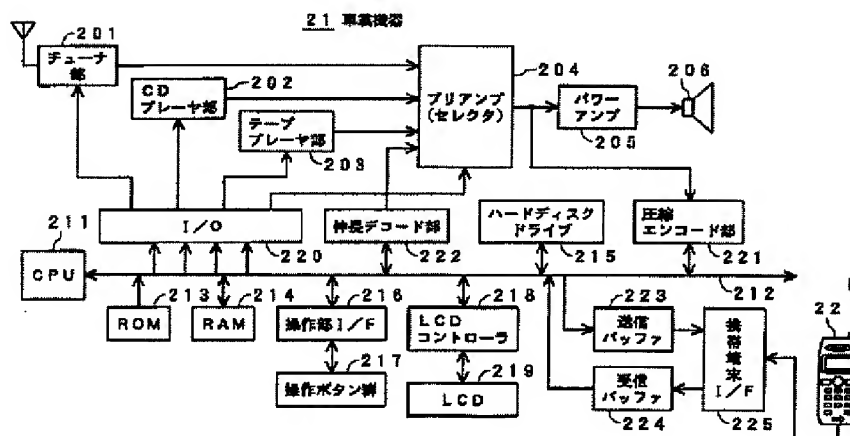 21 車載機器
201
チューナ
部
202
CD
プレーヤ部
テープ
プレーヤ部
203
プリアンプ
(セレクタ)
204
パワー
アンプ
205
206
211
CPU
I/O
220
伸長デコード部
222
ハードディスク
ドライブ
215
圧縮
エンコード部
221
212
213
ROM
214
RAM
216
操作部I/F
217
操作ボタン群
218
LCD
コントローラ
219
LCD
223
送信
バッファ
受信
バッファ
224
携帯端末
I/F
225
22